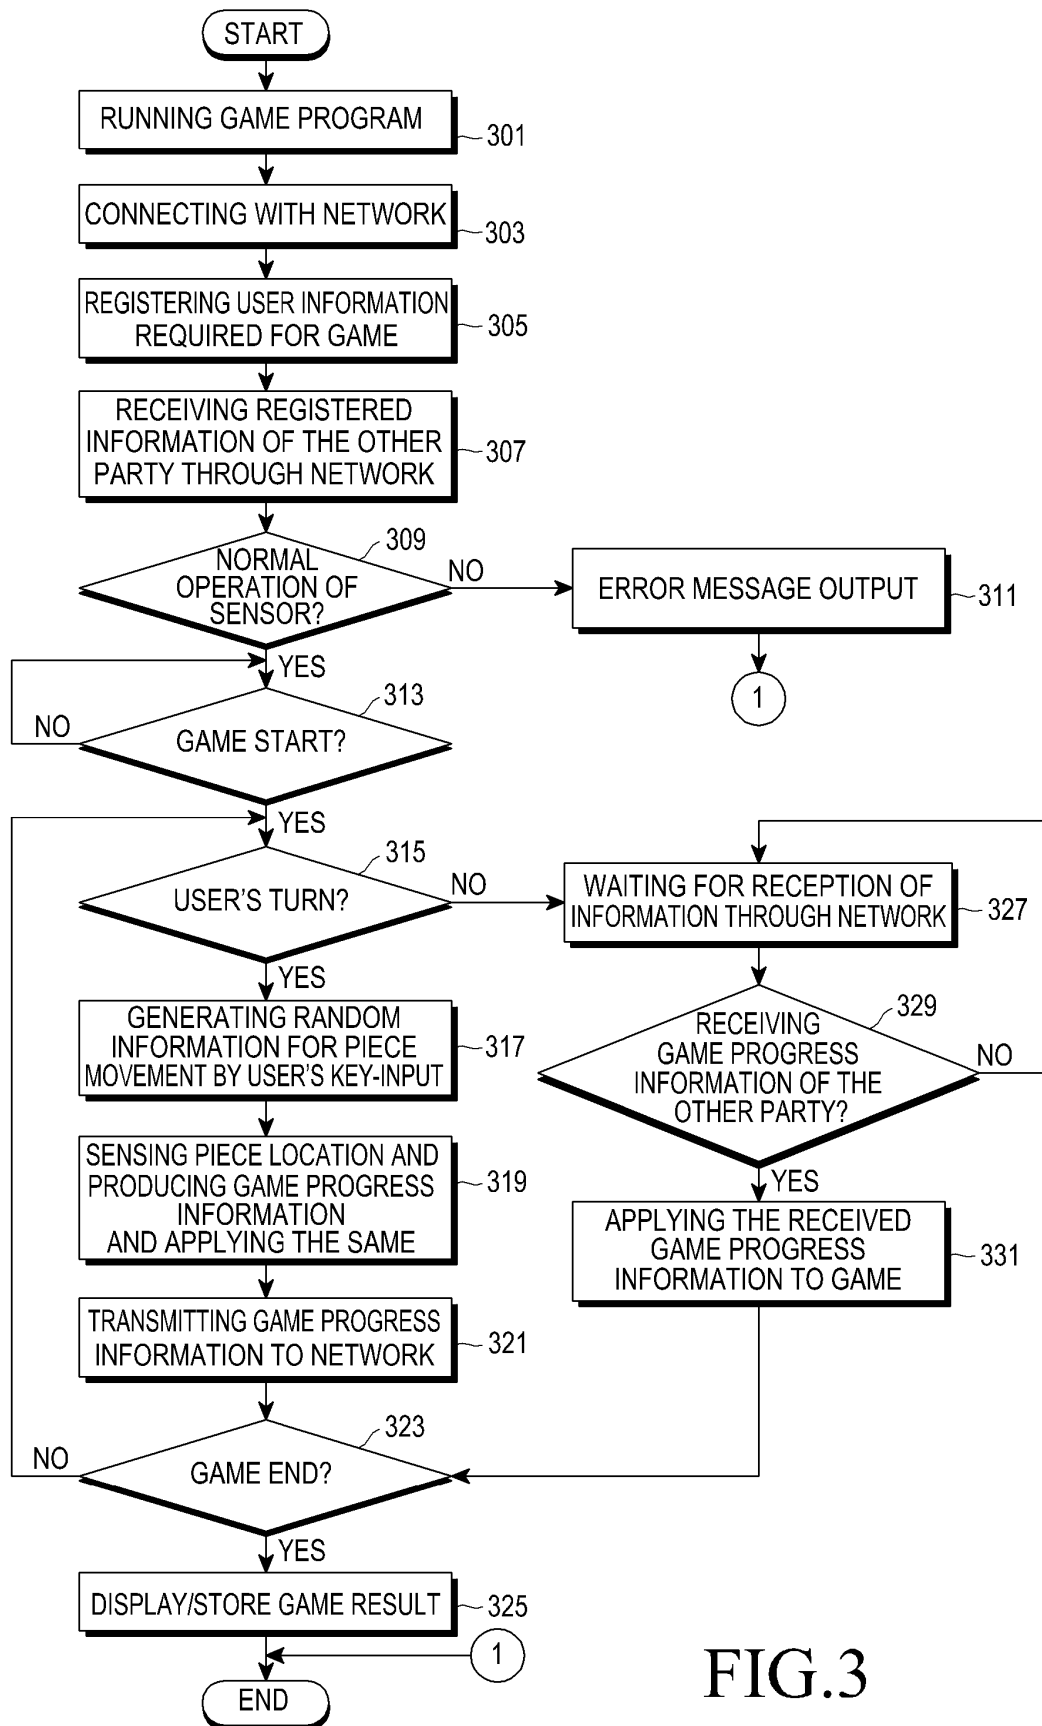 START
RUNNING GAME PROGRAM
301
CONNECTING WITH NETWORK
303
REGISTERING USER INFORMATION
REQUIRED FOR GAME
305
RECEIVING REGISTERED
INFORMATION OF THE OTHER
PARTY THROUGH NETWORK
307
309
NORMAL
OPERATION OF
SENSOR?
NO
ERROR MESSAGE OUTPUT
311
1
YES
313
GAME START?
NO
YES
315
USER'S TURN?
NO
WAITING FOR RECEPTION OF
INFORMATION THROUGH NETWORK
327
YES
GENERATING RANDOM
INFORMATION FOR PIECE
MOVEMENT BY USER'S KEY-INPUT
317
329
RECEIVING
GAME PROGRESS
INFORMATION OF THE
OTHER PARTY?
NO
SENSING PIECE LOCATION AND
PRODUCING GAME PROGRESS
INFORMATION
AND APPLYING THE SAME
319
YES
APPLYING THE RECEIVED
GAME PROGRESS
INFORMATION TO GAME
331
TRANSMITTING GAME PROGRESS
INFORMATION TO NETWORK
321
323
GAME END?
NO
YES
DISPLAY/STORE GAME RESULT
325
1
END
FIG.3